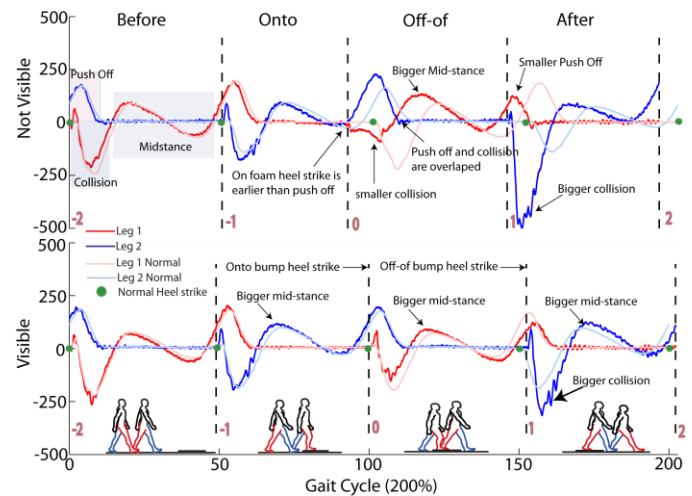 Before Onto Off-of After
500
250
0
-250
-500
Not Visible
Push Off
Collision
Midstance
On foam heel strike is
earlier than push off
Bigger Mid-stance
smaller collision
Push off and collision
are overlaped
Smaller Push Off
Bigger collision
-2 -1 0 1 2
Leg 1
Leg 2
Leg 1 Normal
Leg 2 Normal
Normal Heel strike
500
250
0
-250
-500
Visible
Onto bump heel strike
Off-of bump heel strike
Bigger mid-stance
Bigger mid-stance
Bigger mid-stance
Bigger collision
-2 -1 0 1 2
0 50 100 150 200
Gait Cycle (200%)